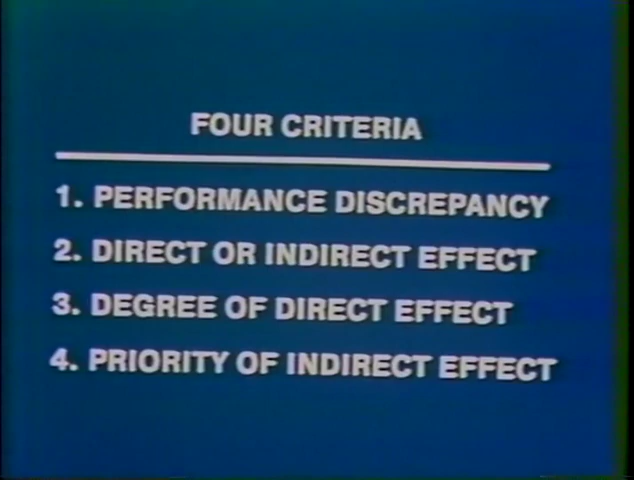 FOUR CRITERIA
1. PERFORMANCE DISCREPANCY
2. DIRECT OR INDIRECT EFFECT
3. DEGREE OF DIRECT EFFECT
4. PRIORITY OF INDIRECT EFFECT